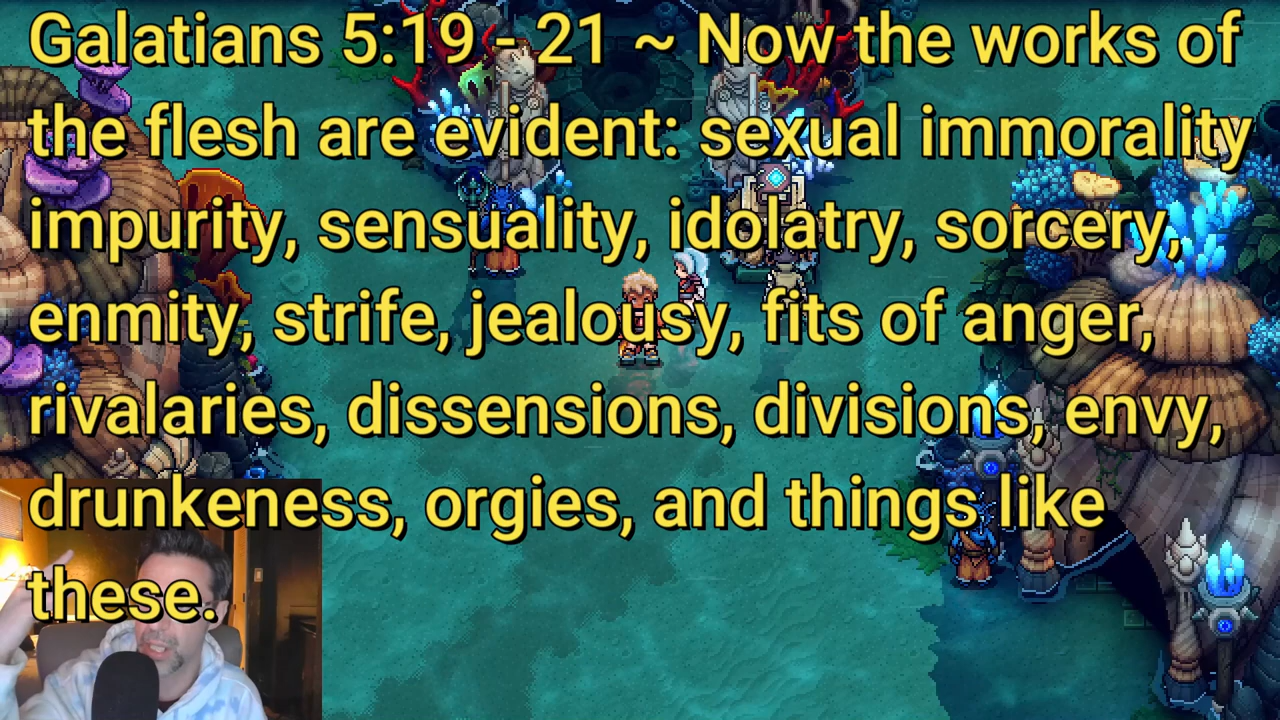 Galatians 5:19 - 21 ~ Now the works of
the flesh are evident: sexual immorality
impurity, sensuality, idolatry, sorcery,
enmity, strife, jealousy, fits of anger,
rivalaries, dissensions, divisions, envy,
drunkeness, orgies, and things like
these.